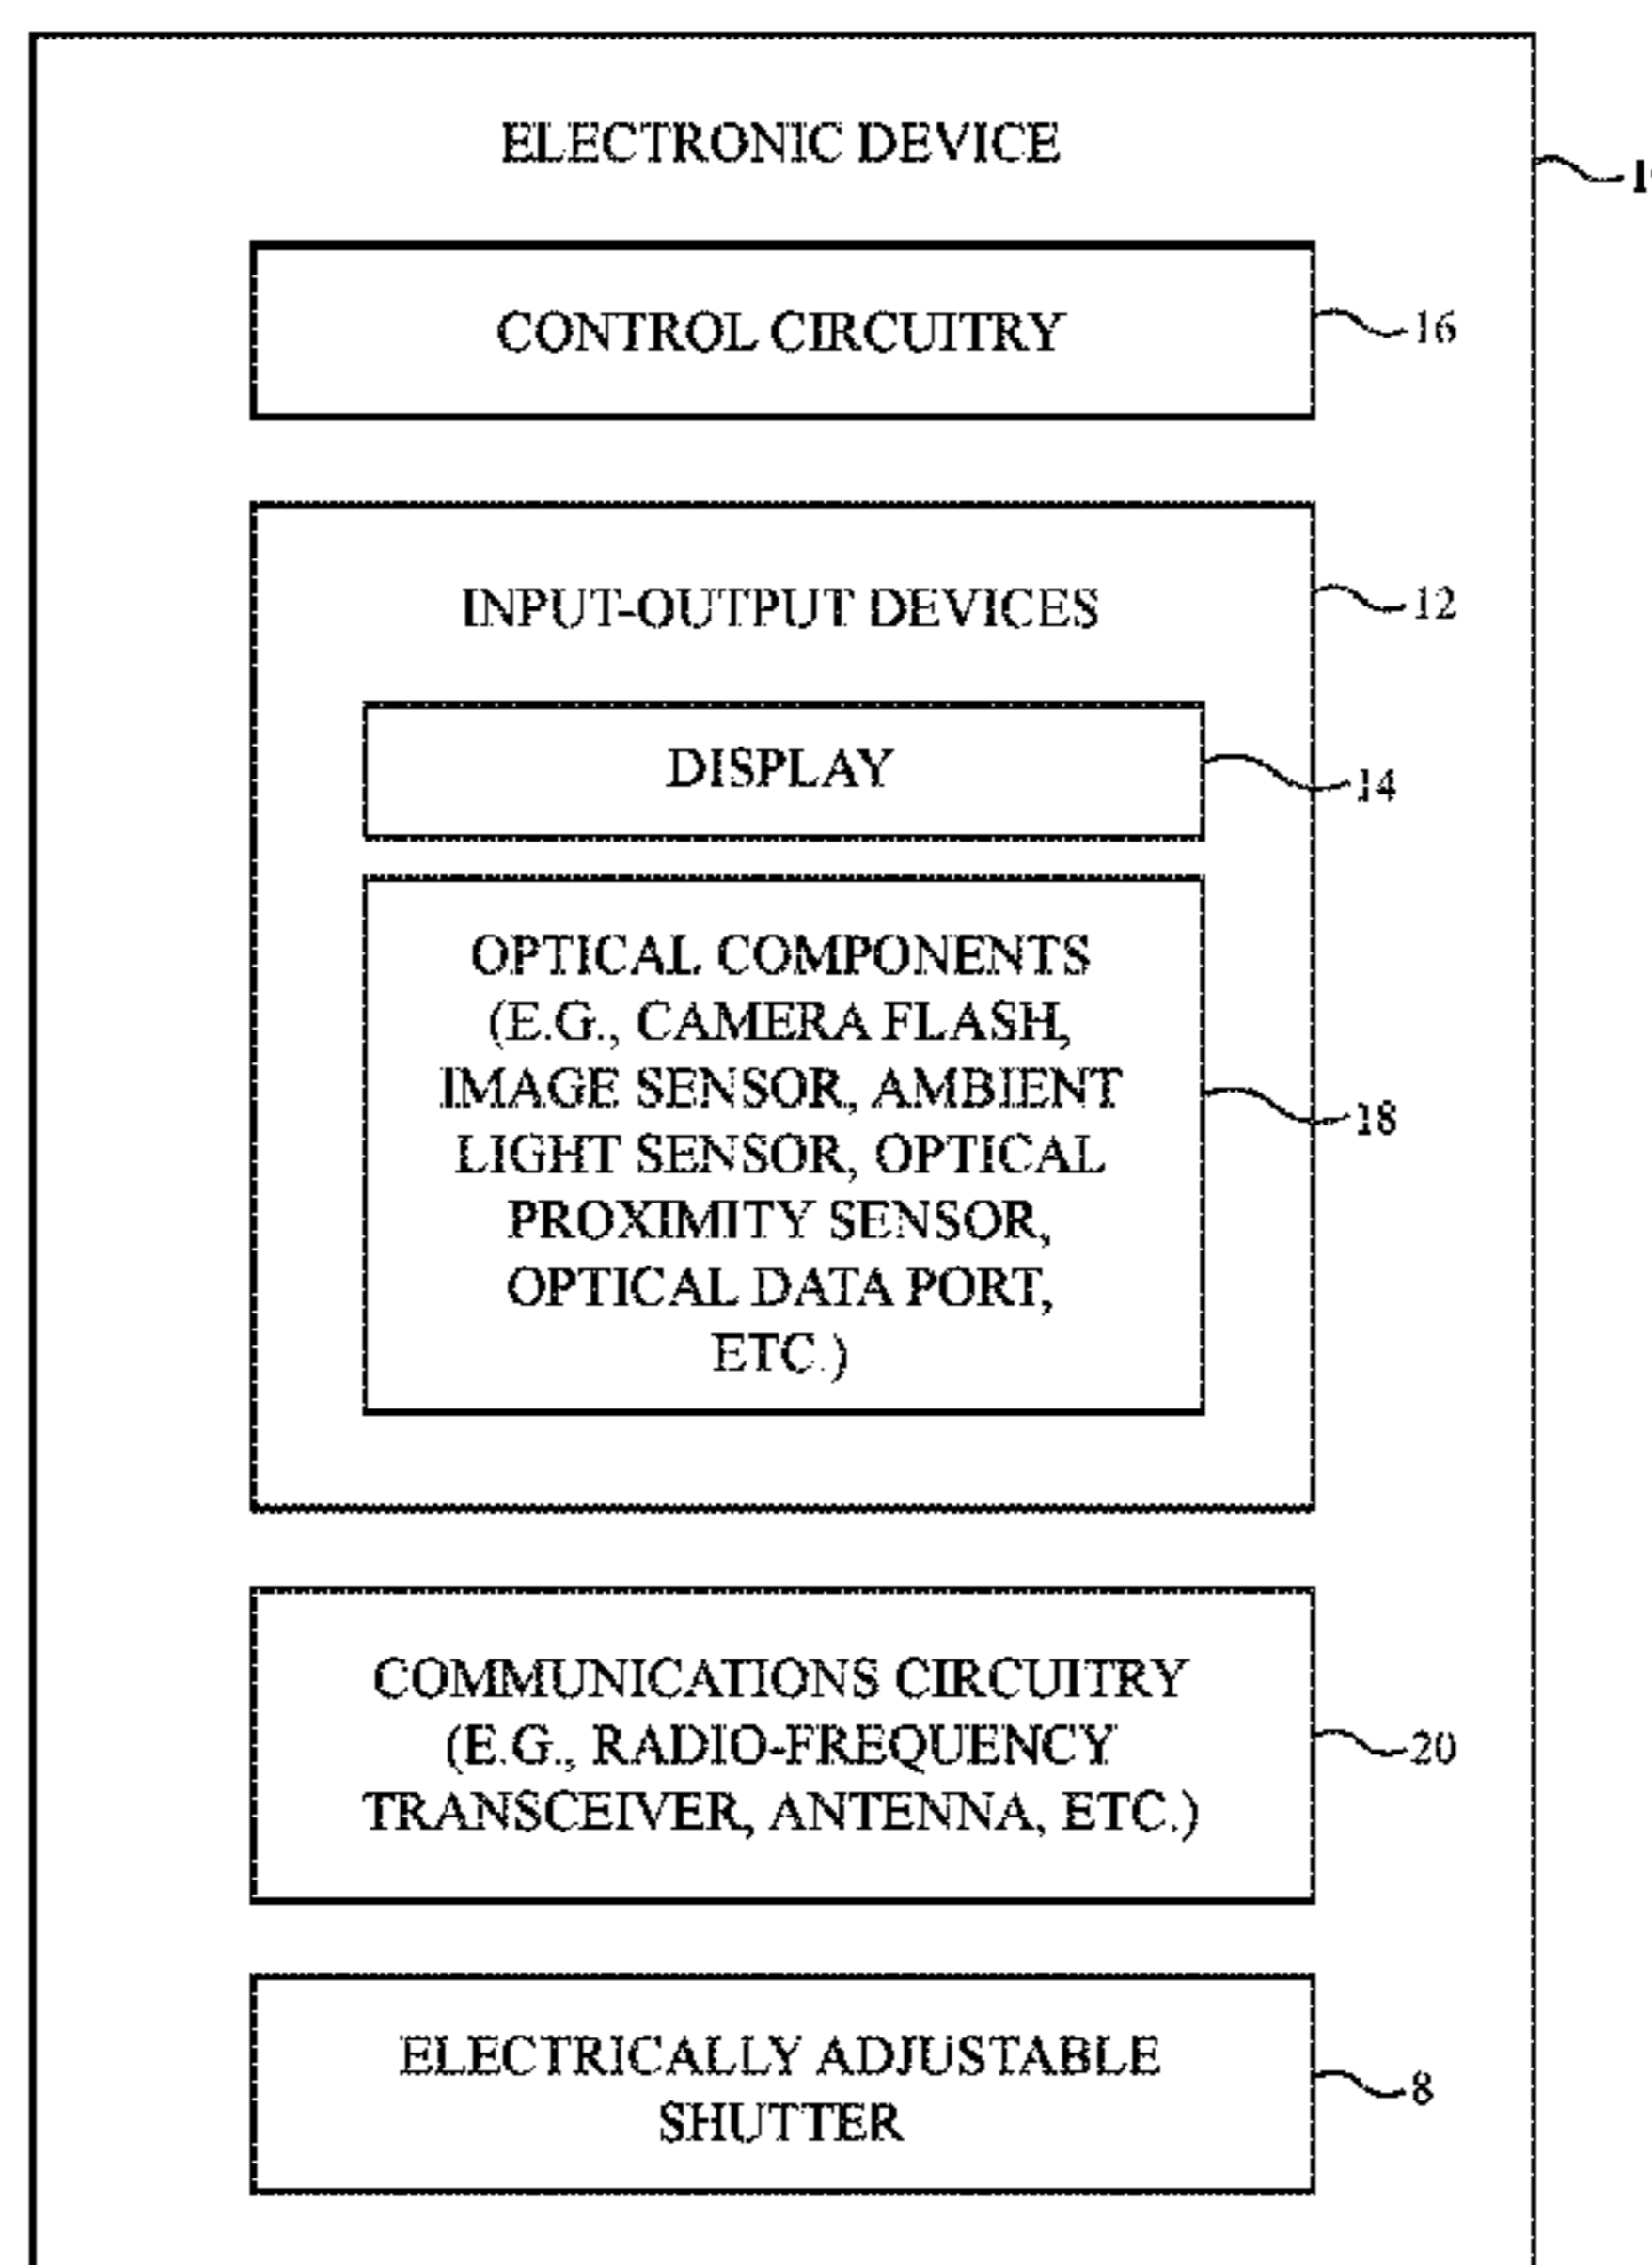 ELECTRONIC DEVICE
CONTROL CIRCUITRY
16
INPUT-OUTPUT DEVICES
12
DISPLAY
14
OPTICAL COMPONENTS
(E.G., CAMERA FLASH,
IMAGE SENSOR, AMBIENT
LIGHT SENSOR, OPTICAL
PROXIMITY SENSOR,
OPTICAL DATA PORT,
ETC.)
18
COMMUNICATIONS CIRCUITRY
(E.G., RADIO-FREQUENCY
TRANSCEIVER, ANTENNA, ETC.)
20
ELECTRICALLY ADJUSTABLE
SHUTTER
8